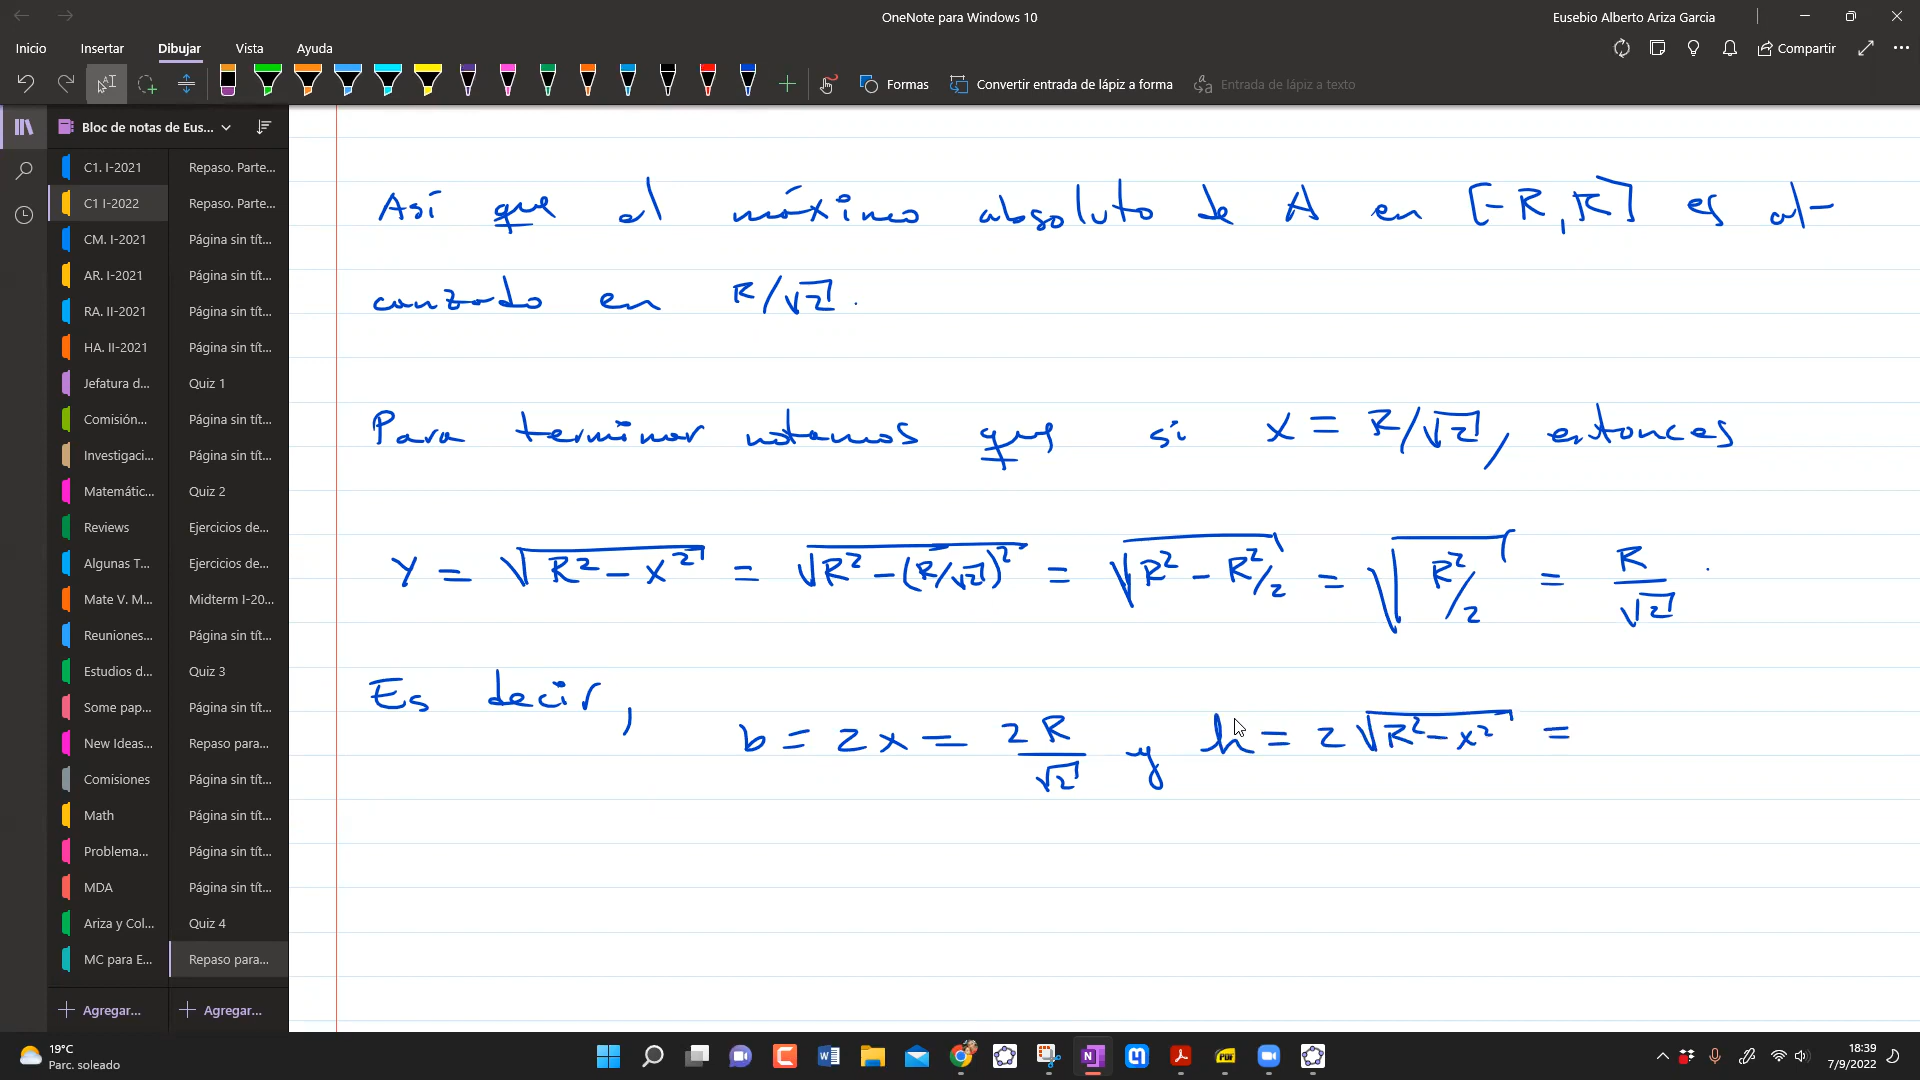 OneNote para Windows 10
Eusebio Alberto Ariza Garcia
Inicio Insertar Dibujar Vista Ayuda
Compartir
Formas Convertir entrada de lápiz a forma Entrada de lápiz a texto
Bloc de notas de Eus...
C1. I-2021 Repaso. Parte...
C1 I-2022 Repaso. Parte...
CM. I-2021 Página sin tít...
AR. I-2021 Página sin tít...
RA. II-2021 Página sin tít...
HA. II-2021 Página sin tít...
Jefatura d... Quiz 1
Comisión... Página sin tít...
Investigaci... Página sin tít...
Matemátic... Quiz 2
Reviews Ejercicios de...
Algunas T... Ejercicios de...
Mate V. M... Midterm I-20...
Reuniones... Página sin tít...
Estudios d... Quiz 3
Some pap... Página sin tít...
New Ideas... Repaso para...
Comisiones Página sin tít...
Math Página sin tít...
Problema... Página sin tít...
MDA Página sin tít...
Ariza y Col... Quiz 4
MC para E... Repaso para...
Agregar... Agregar...
Así que el máximo absoluto de A en [-R, R] es al-
canzado en R/√2.
Para terminar notamos que si x = R/√2, entonces
y = √(R² - x²) = √(R² - (R/√2)²) = √(R² - R²/2) = √(R²/2) = R/√2.
Es decir,
b = 2x = 2R/√2 y h = 2√(R² - x²) =
19°C
Parc. soleado
18:39
7/9/2022